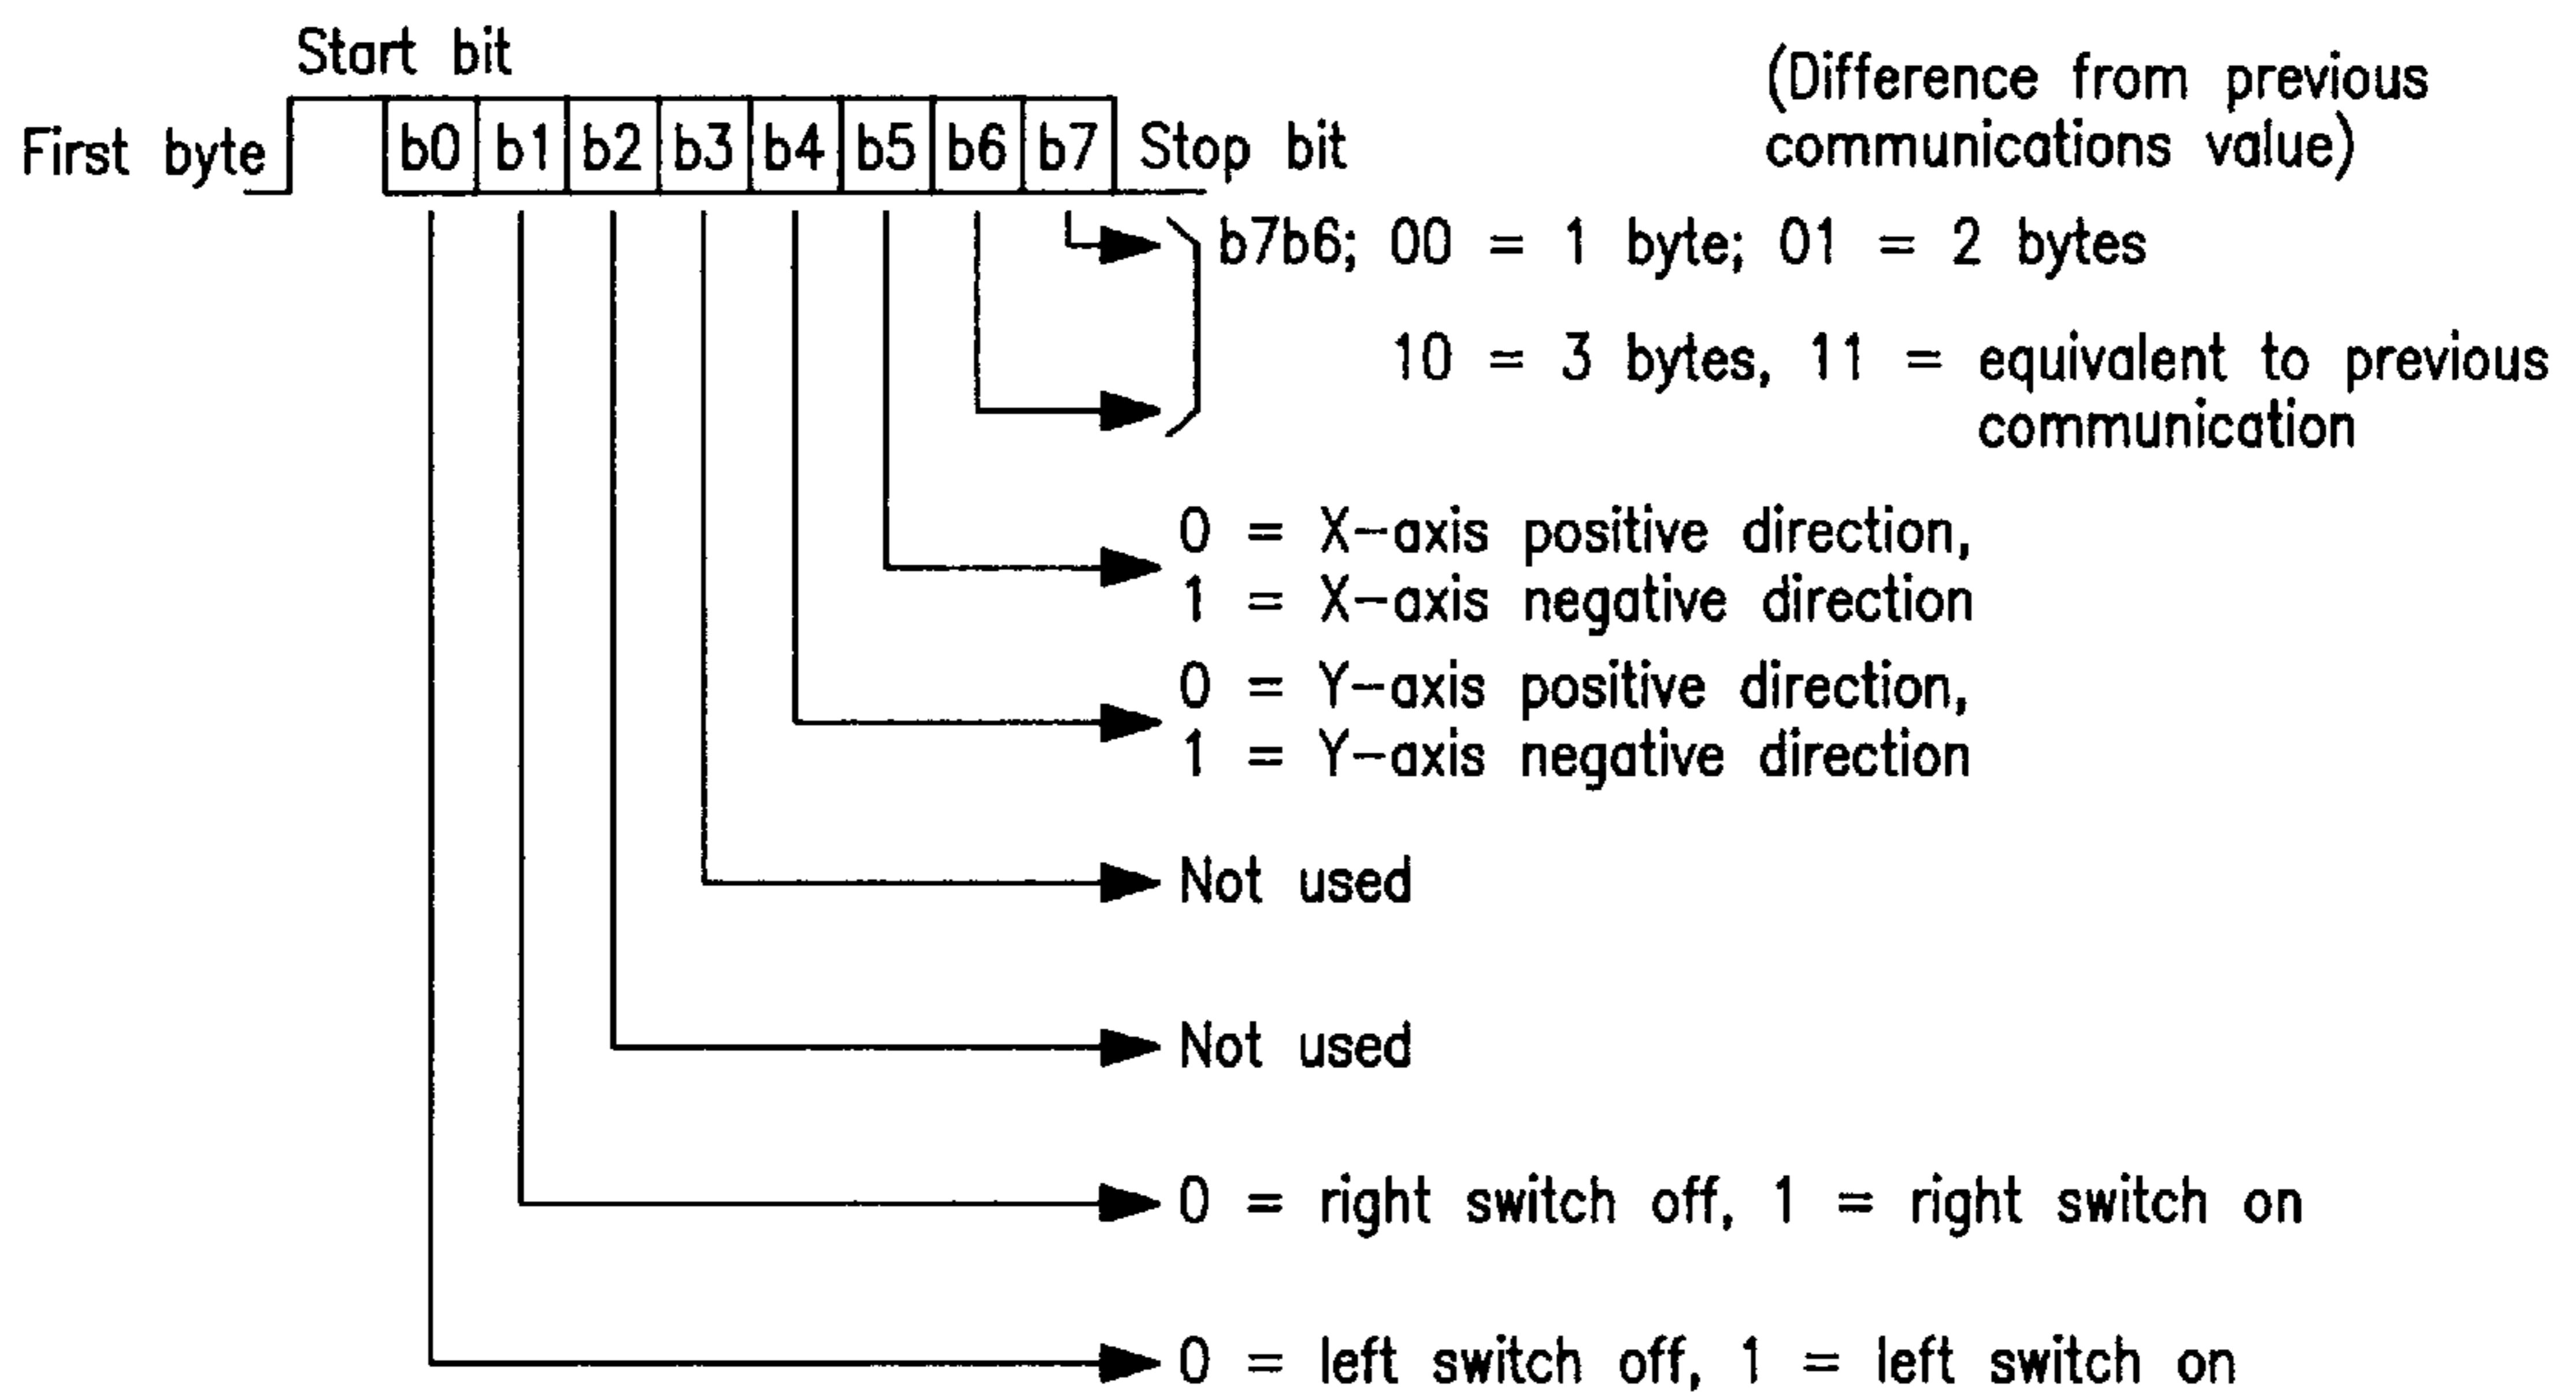 Start bit
First byte b0 b1 b2 b3 b4 b5 b6 b7 Stop bit
(Difference from previous
communications value)
b7b6; 00 = 1 byte; 01 = 2 bytes
10 = 3 bytes, 11 = equivalent to previous
communication
0 = X-axis positive direction,
1 = X-axis negative direction
0 = Y-axis positive direction,
1 = Y-axis negative direction
Not used
Not used
0 = right switch off, 1 = right switch on
0 = left switch off, 1 = left switch on